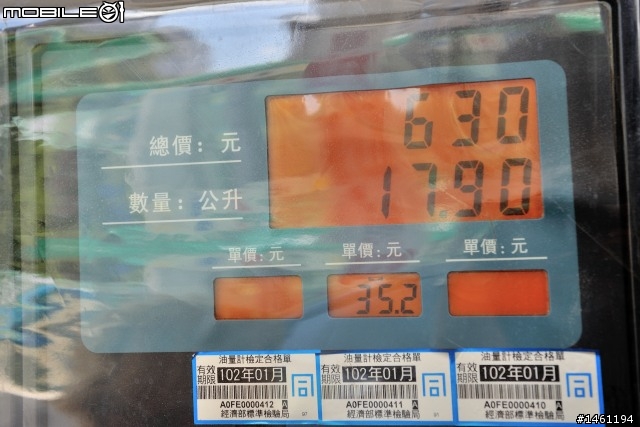 MOBILE01
630
總價：元
17.90
數量：公升
單價：元 單價：元 單價：元
35.2
油量計檢定合格單 油量計檢定合格單 油量計檢定合格單
有效期限 102年01月 同 有效期限 102年01月 同 有效期限 102年01月 同
A0FE0000412 A A0FE0000411 A A0FE0000410 A
經濟部標準檢驗局 經濟部標準檢驗局 經濟部標準檢驗局
#1461194